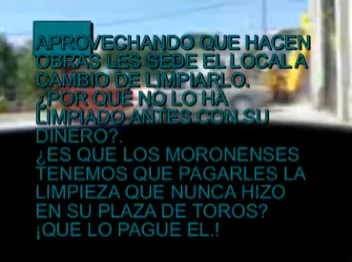 APROVECHANDO QUE HACEN
OBRAS LES SEDE EL LOCAL A
CAMBIO DE LIMPIARLO.
¿POR QUÉ NO LO HA
LIMPIADO ANTES CON SU
DINERO?.
¿ES QUE LOS MORONENSES
TENEMOS QUE PAGARLES LA
LIMPIEZA QUE NUNCA HIZO
EN SU PLAZA DE TOROS?
¡QUE LO PAGUE EL.!